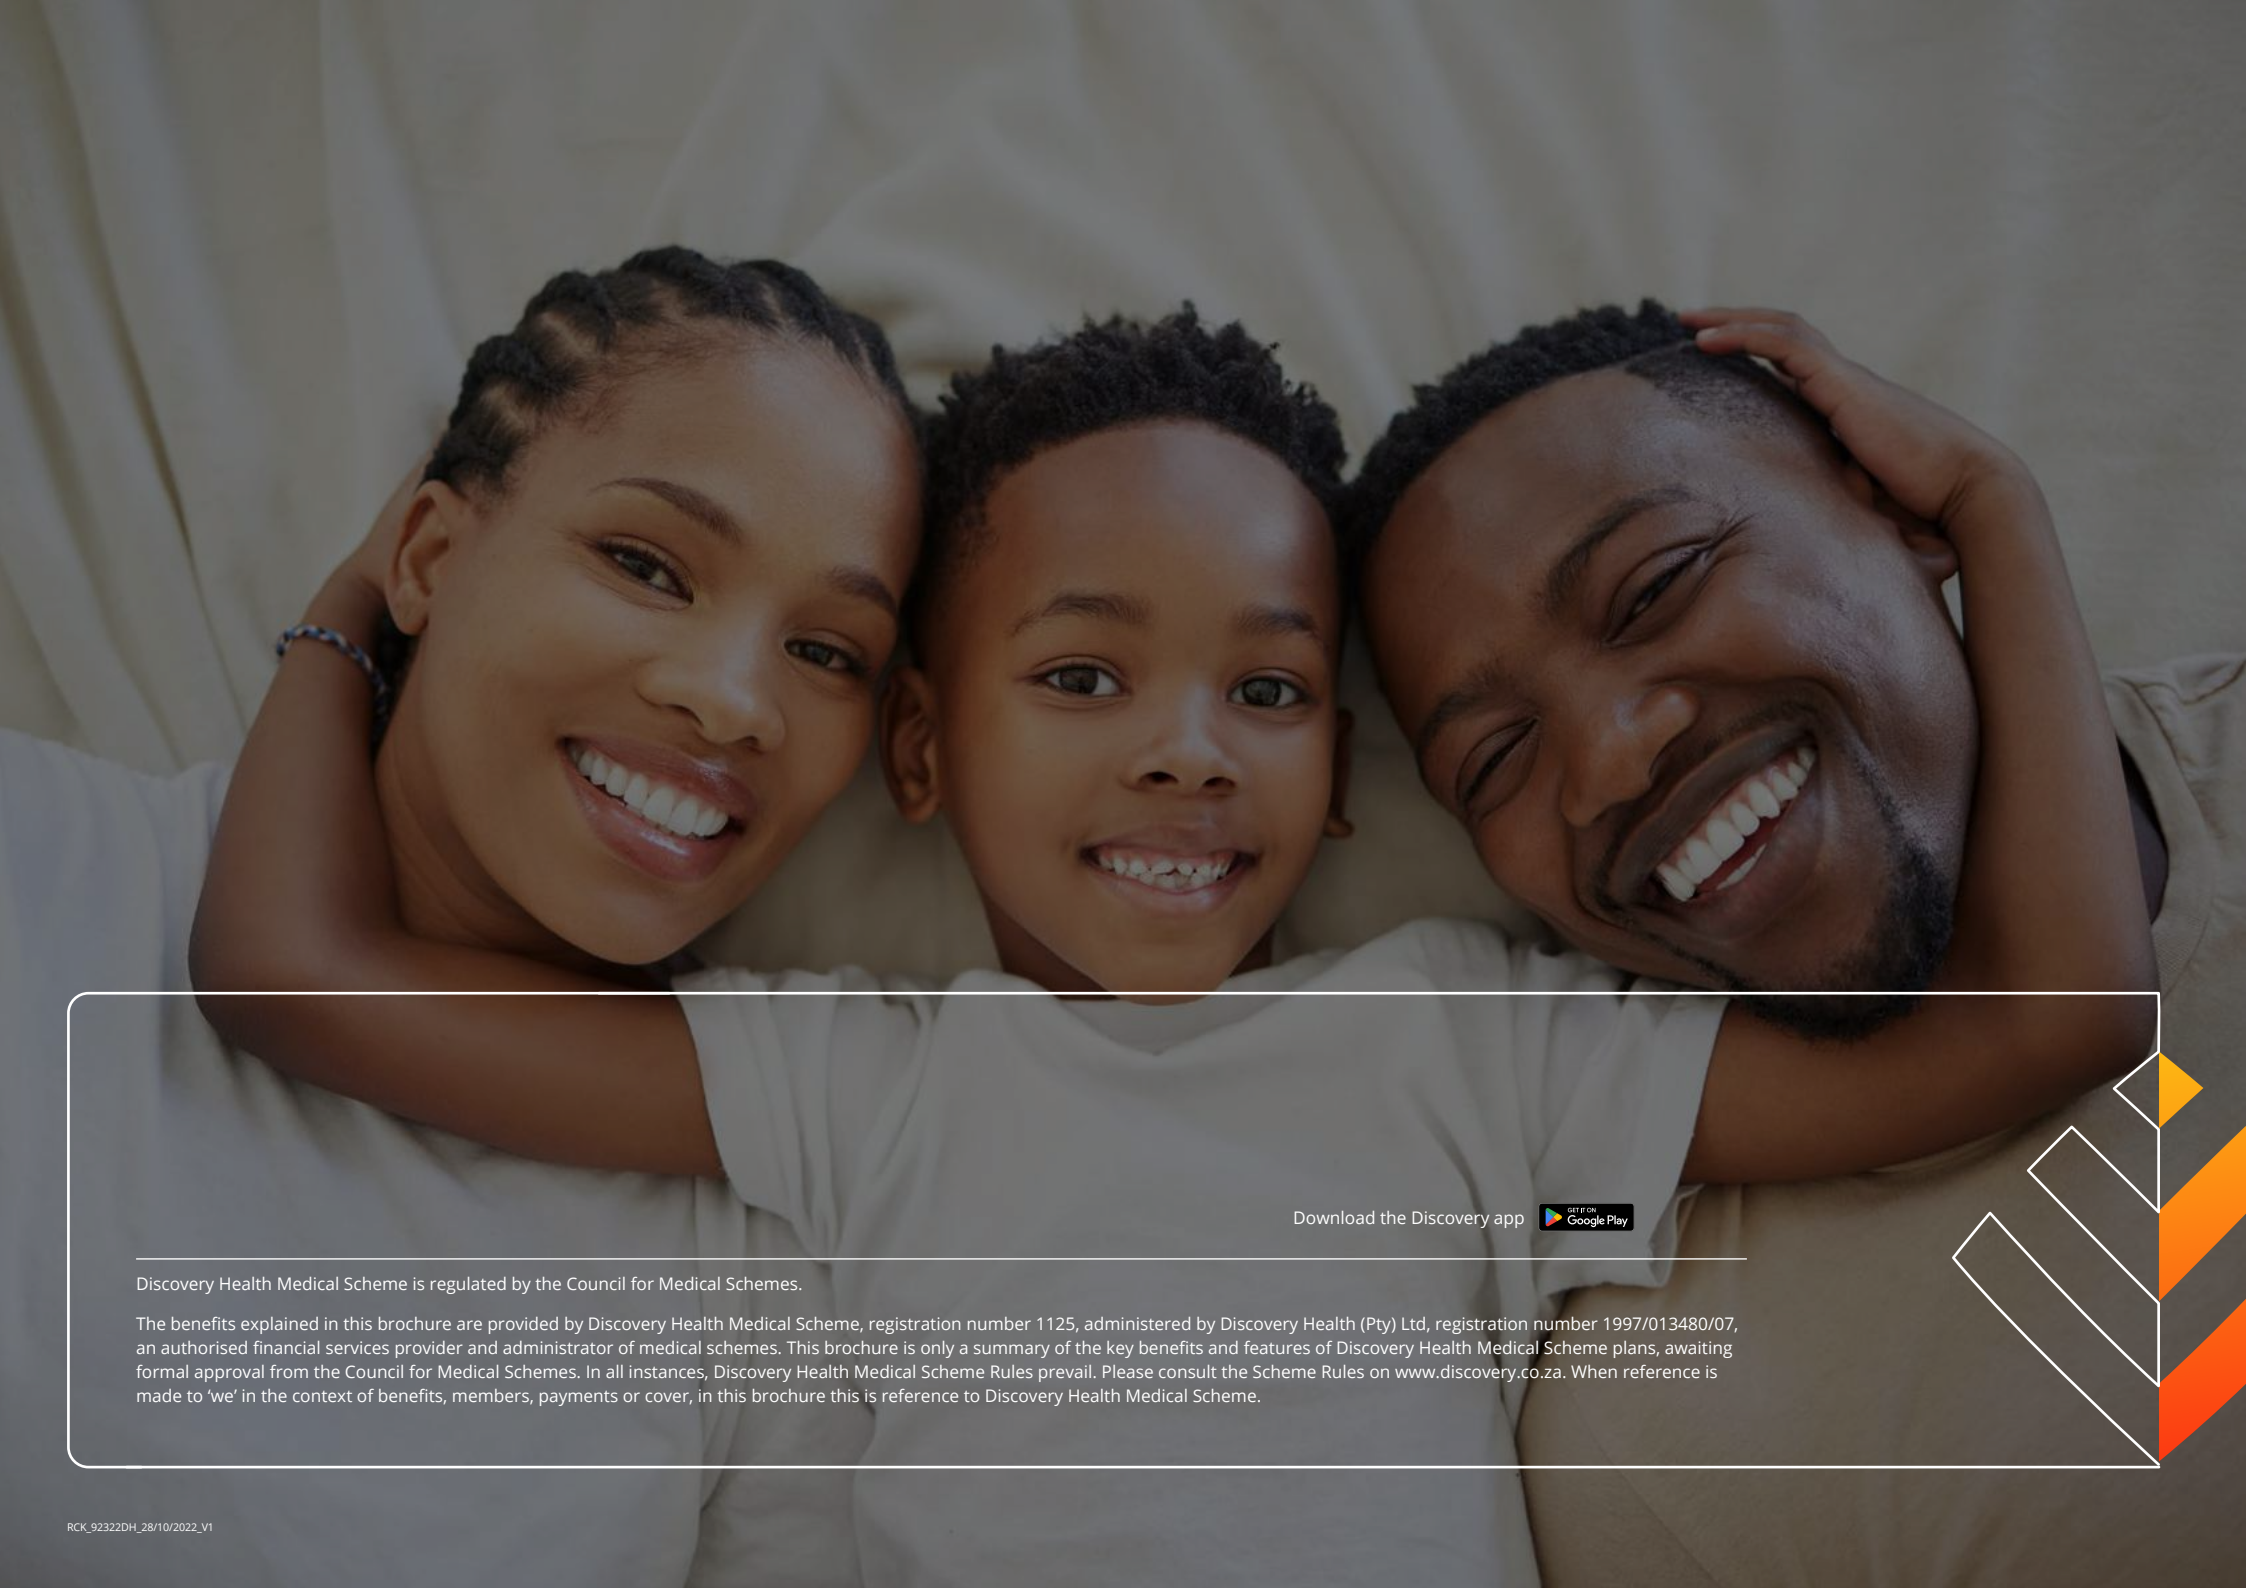 Download the Discovery app
GET IT ON
Google Play
Discovery Health Medical Scheme is regulated by the Council for Medical Schemes.
The benefits explained in this brochure are provided by Discovery Health Medical Scheme, registration number 1125, administered by Discovery Health (Pty) Ltd, registration number 1997/013480/07,
an authorised financial services provider and administrator of medical schemes. This brochure is only a summary of the key benefits and features of Discovery Health Medical Scheme plans, awaiting
formal approval from the Council for Medical Schemes. In all instances, Discovery Health Medical Scheme Rules prevail. Please consult the Scheme Rules on www.discovery.co.za. When reference is
made to ‘we’ in the context of benefits, members, payments or cover, in this brochure this is reference to Discovery Health Medical Scheme.
RCK_92322DH_28/10/2022_V1